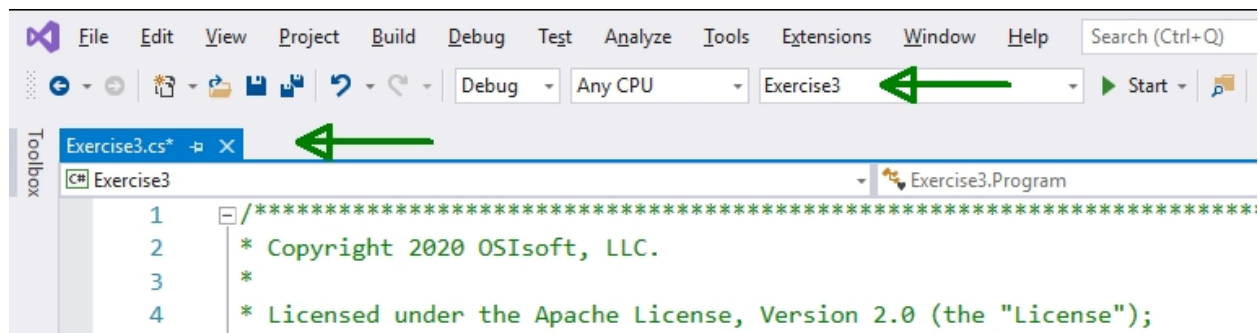 File Edit View Project Build Debug Test Analyze Tools Extensions Window Help Search (Ctrl+Q)
Debug Any CPU Exercise3 Start
Toolbox
Exercise3.cs*
C# Exercise3 Exercise3.Program
1 /***********************************************************************
2 * Copyright 2020 OSIsoft, LLC.
3 *
4 * Licensed under the Apache License, Version 2.0 (the "License");